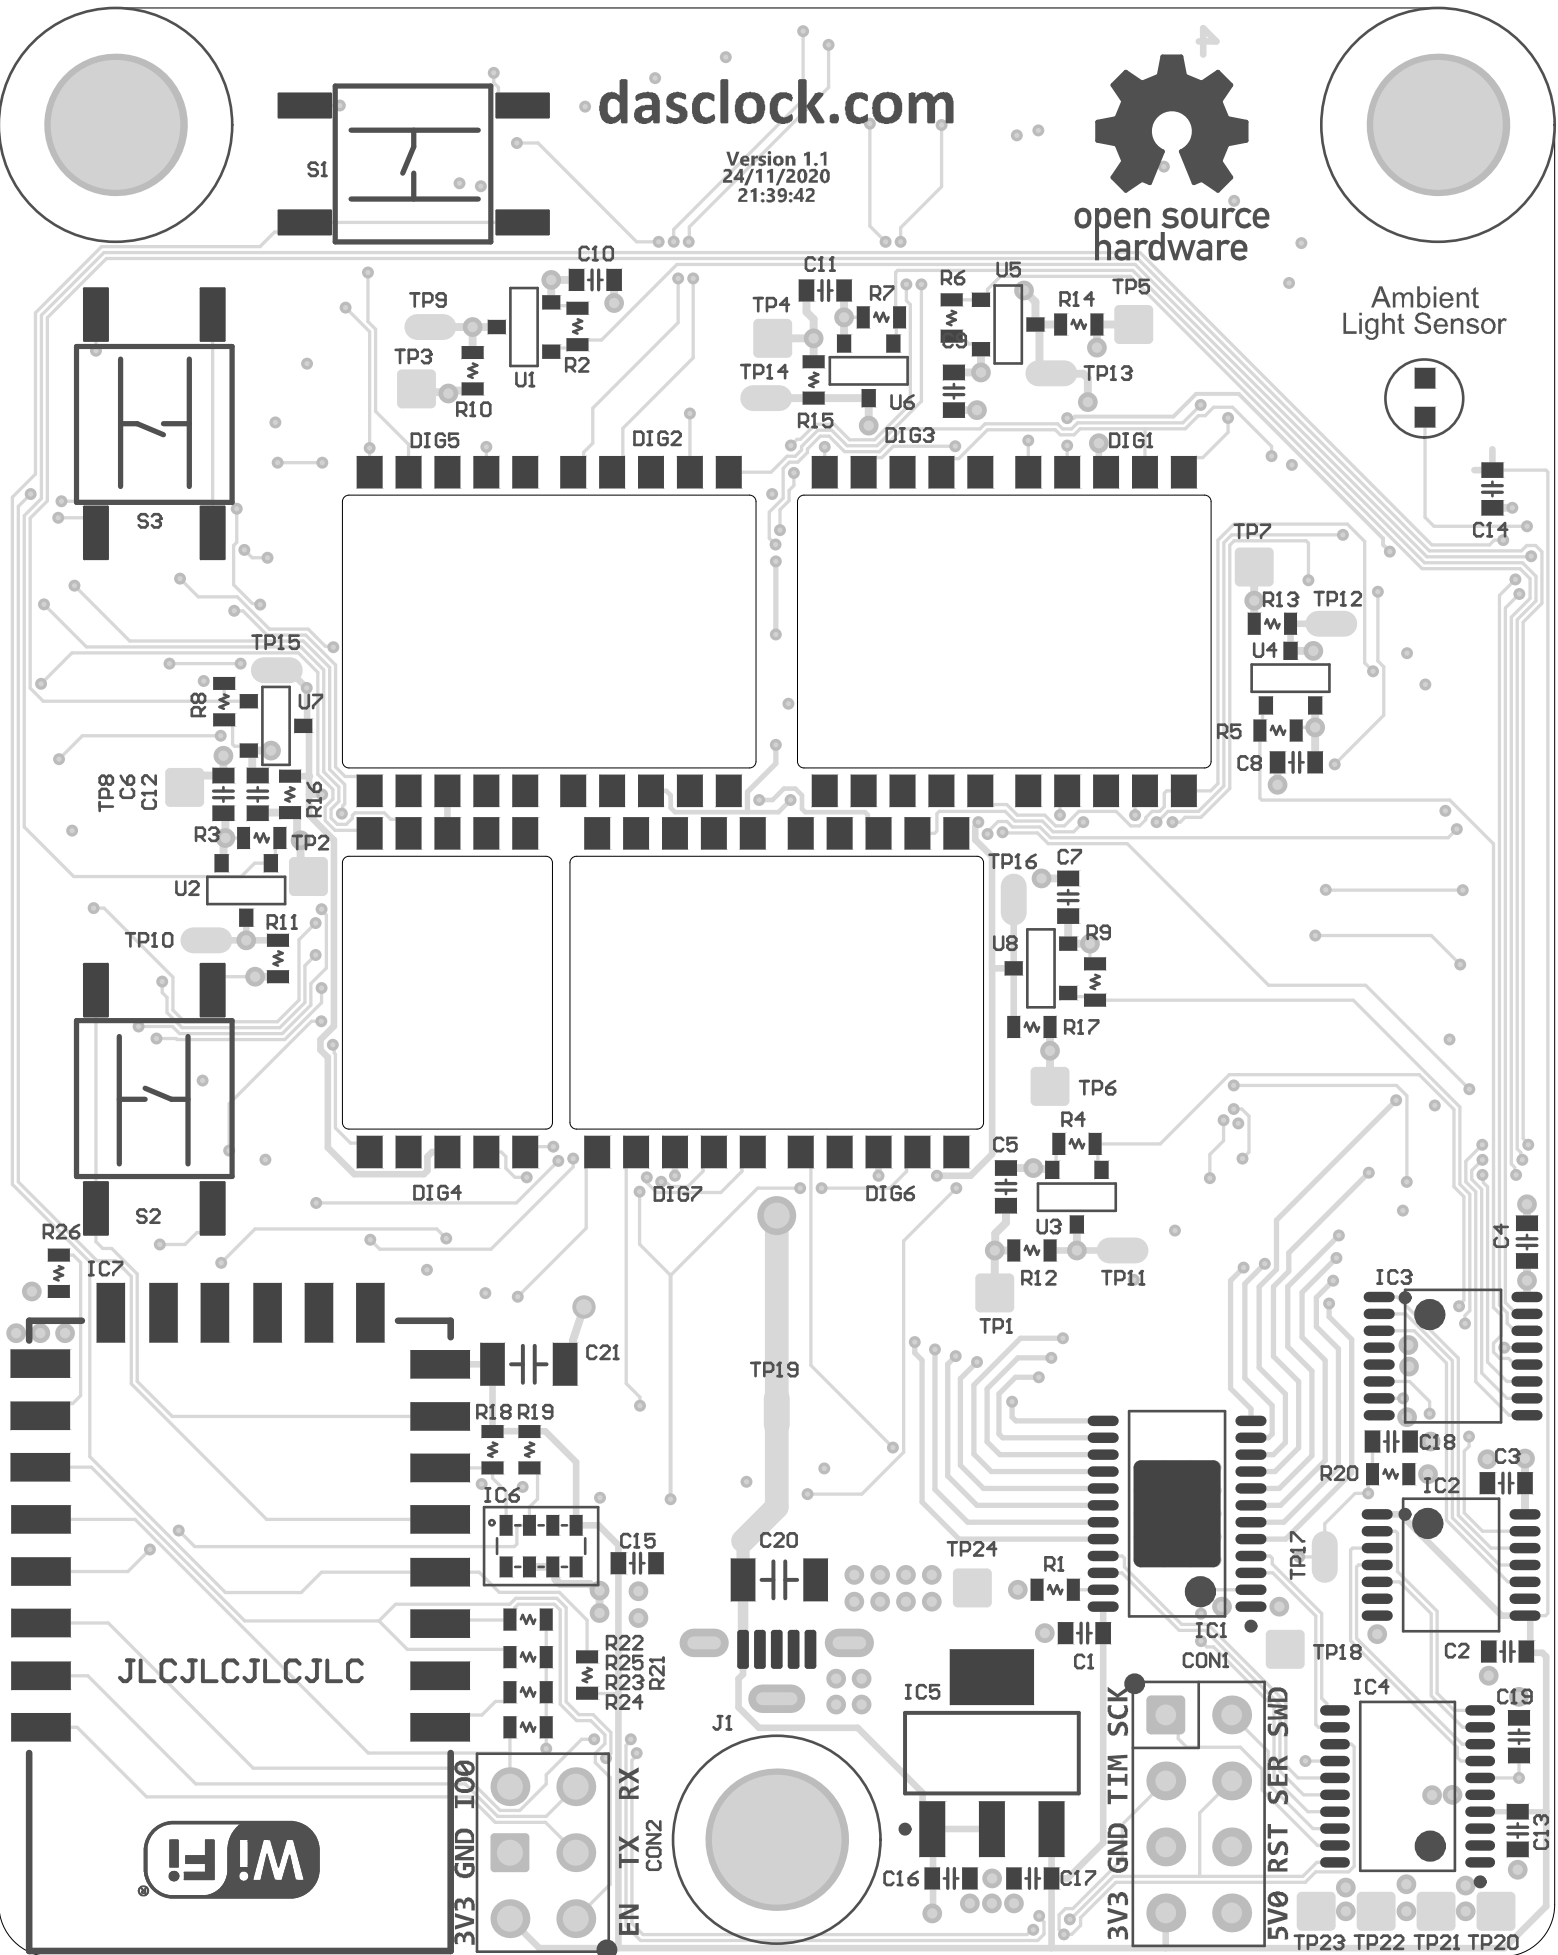 4
dasclock.com
Version 1.1
24/11/2020
21:39:42
open source
hardware
Ambient
Light Sensor
S1
C10
C11
R6
U5
TP9
TP4
R7
R14
TP5
TP3
U1
R2
C9
TP14
TP13
R10
R15
U6
DIG5
DIG2
DIG3
DIG1
S3
C14
TP7
R13
TP12
TP15
U4
R8
U7
R5
C8
TP8
C6
C12
R16
R3
TP2
U2
TP16
C7
TP10
R11
U8
R9
R17
TP6
R4
C5
DIG4
DIG7
DIG6
S2
U3
R26
C4
IC7
R12
TP11
IC3
TP1
C21
TP19
R18
R19
C18
R20
C3
IC6
IC2
C15
C20
TP24
R1
TP17
IC1
R22
R25
R23
R24
R21
JLCJLCJLCJLC
C1
CON1
TP18
C2
IC5
IC4
C19
J1
SCK
SWD
TIM
SER
GND
RST
3V3
5V0
IO0
RX
GND
TX
3V3
EN
CON2
WiFi
®
C16
C17
C13
TP23
TP22
TP21
TP20